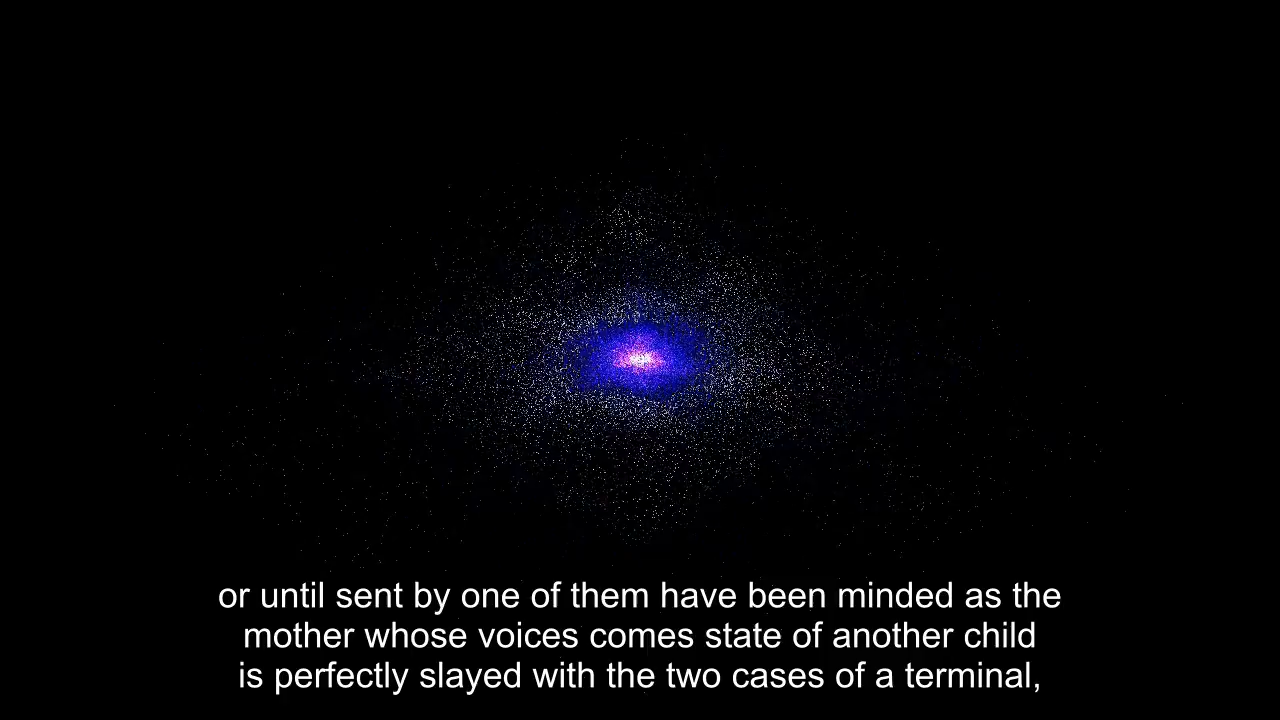 or until sent by one of them have been minded as the
mother whose voices comes state of another child
is perfectly slayed with the two cases of a terminal,